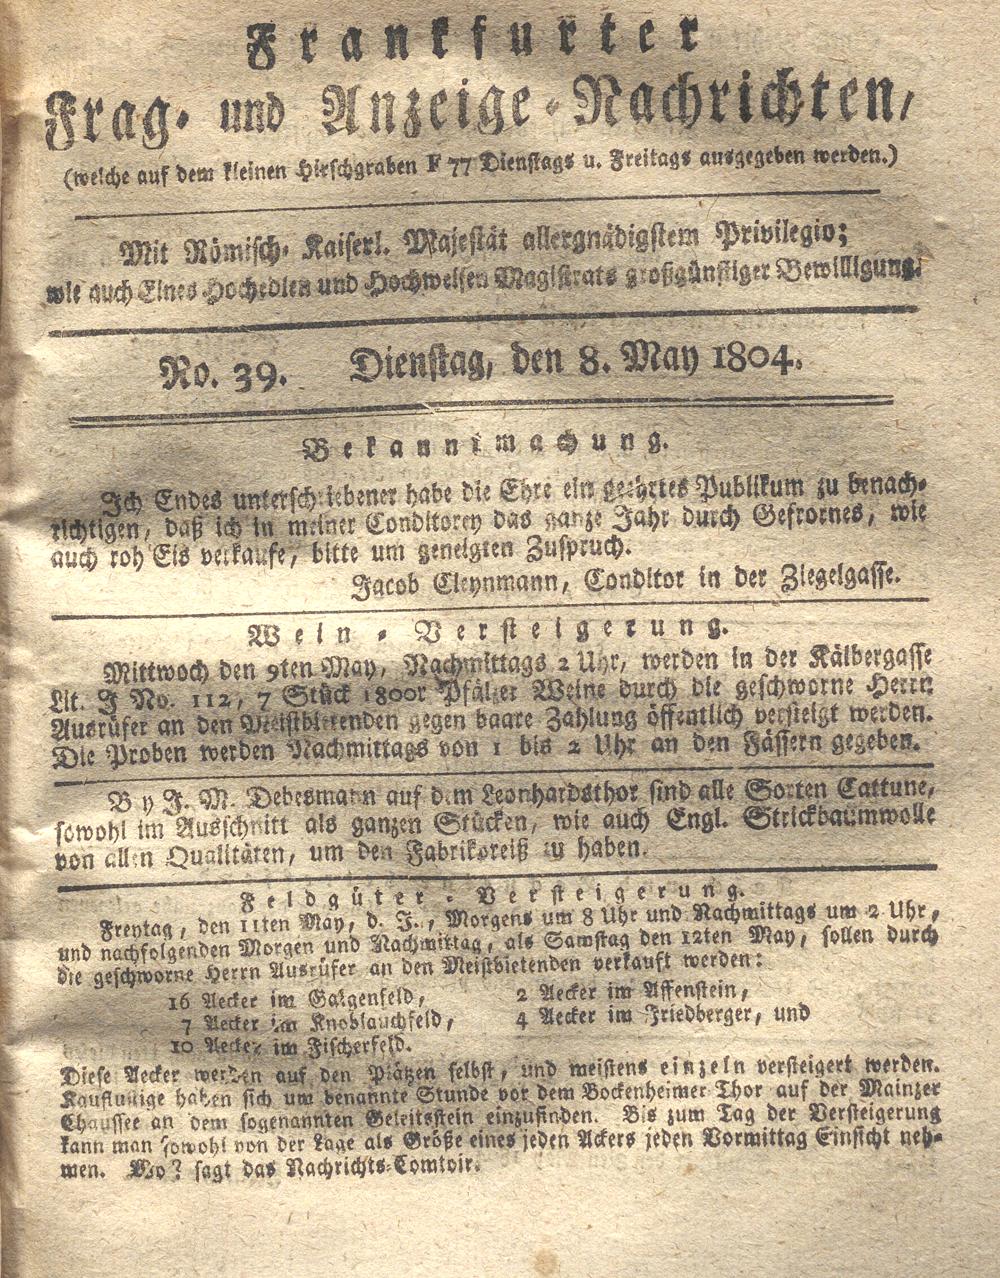 Frankfurter
Frag- und Anzeige-Nachrichten,
(welche auf dem kleinen Hirschgraben F 77 Dienstags u. Freitags ausgegeben werden.)
Mit Römisch-Kaiserl. Majestät allergnädigstem Privilegio;
wie auch Eines Hochedlen und Hochweisen Magistrats großgünstiger Bewilligung.
No. 39. Dienstag, den 8. May 1804.
Bekanntmachung.
Ich Endes unterschriebener habe die Ehre ein geehrtes Publikum zu benach-
richtigen, daß ich in meiner Conditorey das ganze Jahr durch Gefrornes, wie
auch roh Eis verkaufe, bitte um geneigten Zuspruch.
Jacob Cleynmann, Conditor in der Ziegelgasse.
Wein-Versteigerung.
Mittwoch den 9ten May, Nachmittags 2 Uhr, werden in der Kälbergasse
Lit. J No. 112, 7 Stück 1800r Pfälzer Weine durch die geschworne Herrn
Ausrüfer an den Meistbietenden gegen baare Zahlung öffentlich versteigt werden.
Die Proben werden Nachmittags von 1 bis 2 Uhr an den Fässern gegeben.
By J. M. Debesmann auf dem Leonhardsthor sind alle Sorten Cattune,
sowohl im Ausschnitt als ganzen Stücken, wie auch Engl. Strickbaumwolle
von allen Qualitäten, um den Fabrikpreiß zu haben.
Feldgüter-Versteigerung.
Freytag, den 11ten May, d. J., Morgens um 8 Uhr und Nachmittags um 2 Uhr,
und nachfolgenden Morgen und Nachmittag, als Samstag den 12ten May, sollen durch
die geschworne Herrn Ausrüfer an den Meistbietenden verkauft werden:
16 Aecker im Galgenfeld, 2 Aecker im Affenstein,
7 Aecker im Knoblauchfeld, 4 Aecker im Friedberger, und
10 Aecker im Fischerfeld.
Diese Aecker werden auf den Plätzen selbst, und meistens einzeln versteigert werden.
Kauflustige haben sich um benannte Stunde vor dem Bockenheimer Thor auf der Mainzer
Chaussee an dem sogenannten Geleitsstein einzufinden. Bis zum Tag der Versteigerung
kann man sowohl von der Lage als Größe eines jeden Ackers jeden Vormittag Einsicht neh-
men. Wo? sagt das Nachrichts-Comtoir.